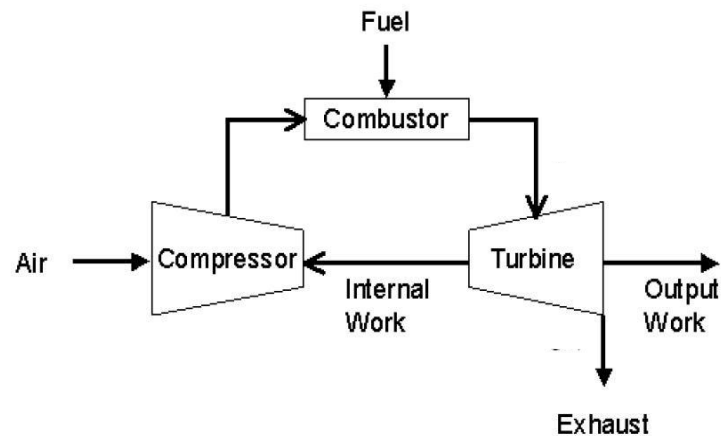 Fuel
Combustor
Air
Compressor
Turbine
Internal
Work
Output
Work
Exhaust